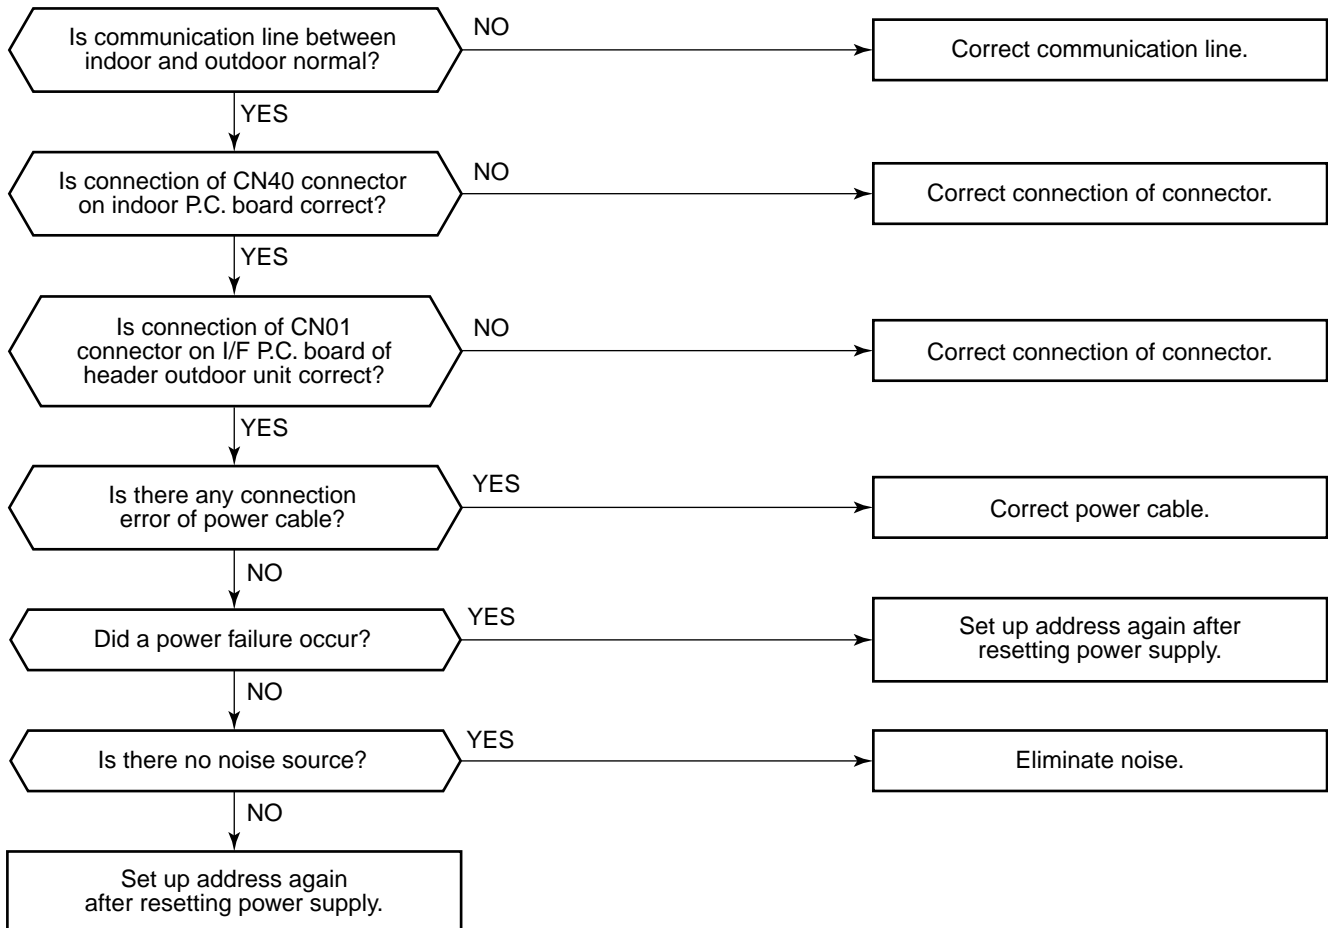 Is communication line between
indoor and outdoor normal?
NO
Correct communication line.
YES
Is connection of CN40 connector
on indoor P.C. board correct?
NO
Correct connection of connector.
YES
Is connection of CN01
connector on I/F P.C. board of
header outdoor unit correct?
NO
Correct connection of connector.
YES
Is there any connection
error of power cable?
YES
Correct power cable.
NO
Did a power failure occur?
YES
Set up address again after
resetting power supply.
NO
Is there no noise source?
YES
Eliminate noise.
NO
Set up address again
after resetting power supply.